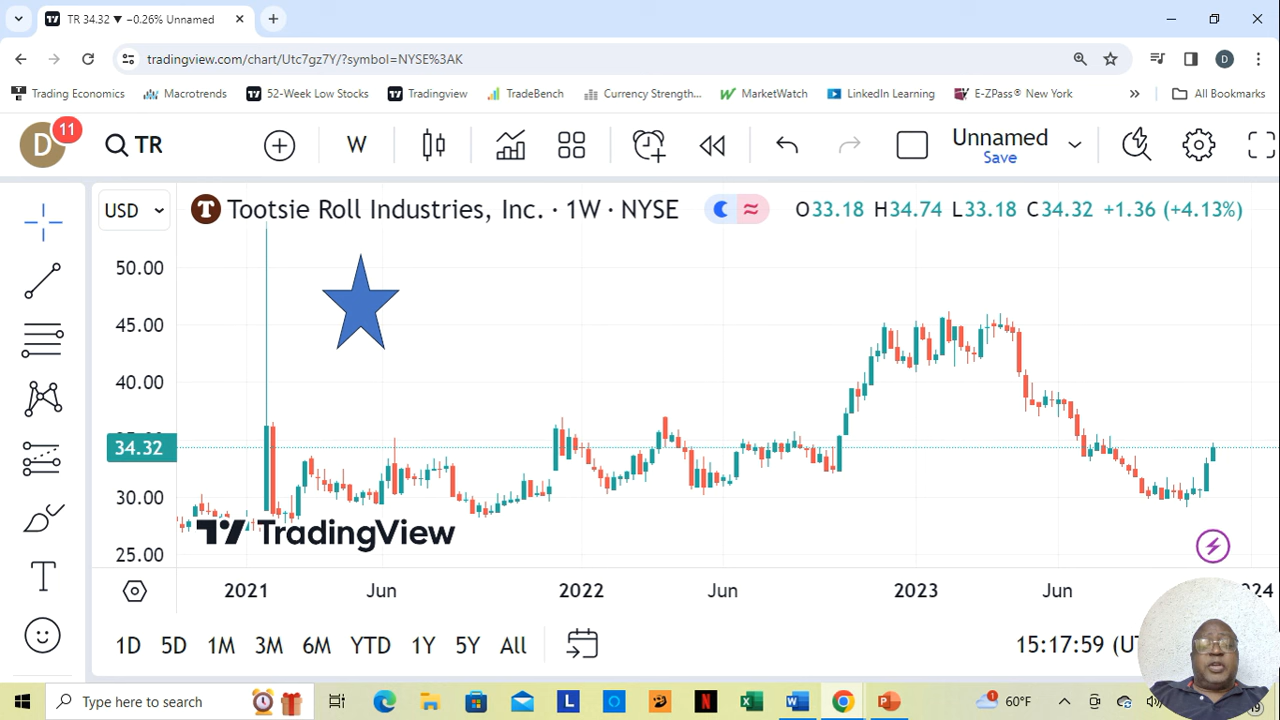 TR 34.32 ▼ −0.26% Unnamed
tradingview.com/chart/Utc7gz7Y/?symbol=NYSE%3AK
D
Trading Economics
Macrotrends
52-Week Low Stocks
Tradingview
TradeBench
Currency Strength...
MarketWatch
LinkedIn Learning
E-ZPass® New York
All Bookmarks
D
11
TR
W
Unnamed
Save
USD
T Tootsie Roll Industries, Inc. · 1W · NYSE
O33.18 H34.74 L33.18 C34.32 +1.36 (+4.13%)
50.00
45.00
40.00
34.32
30.00
25.00
TradingView
2021 Jun 2022 Jun 2023 Jun
1D 5D 1M 3M 6M YTD 1Y 5Y All
15:17:59 (UT
Type here to search
60°F